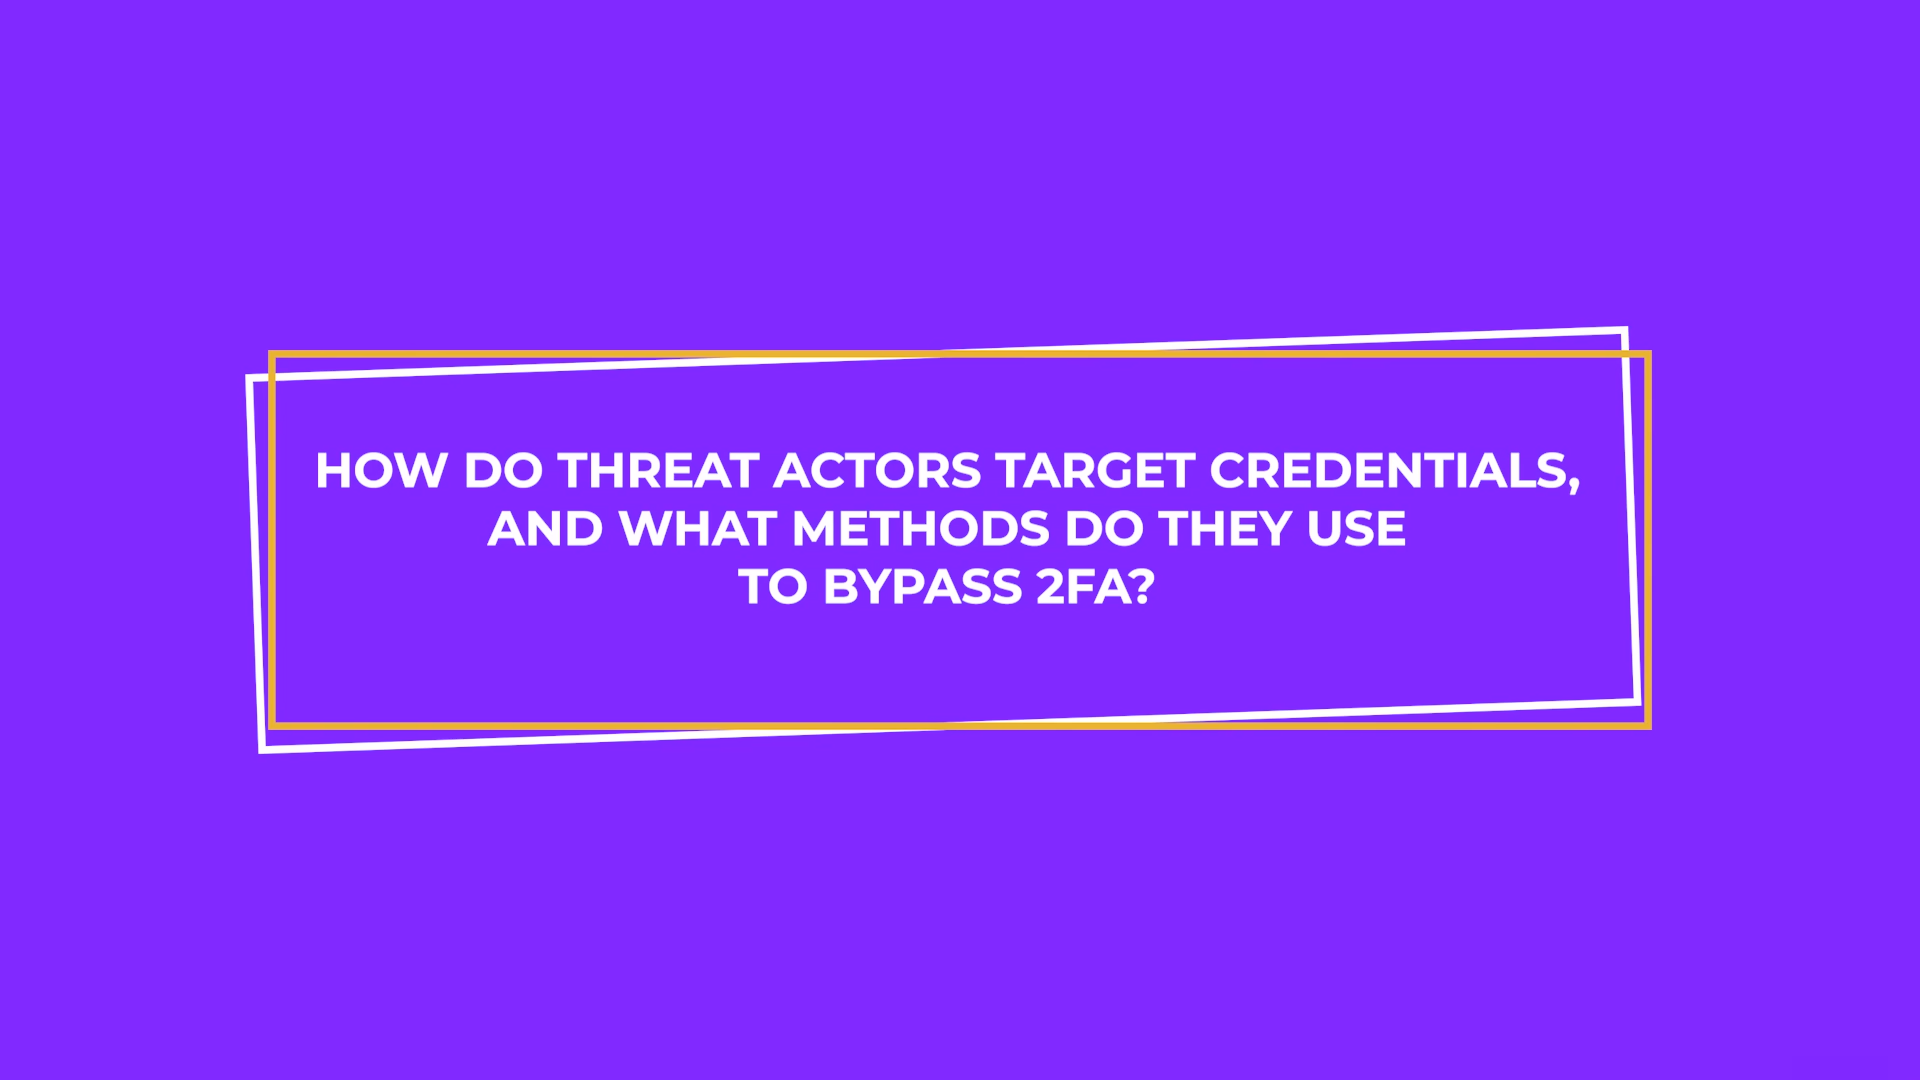 HOW DO THREAT ACTORS TARGET CREDENTIALS,
AND WHAT METHODS DO THEY USE
TO BYPASS 2FA?